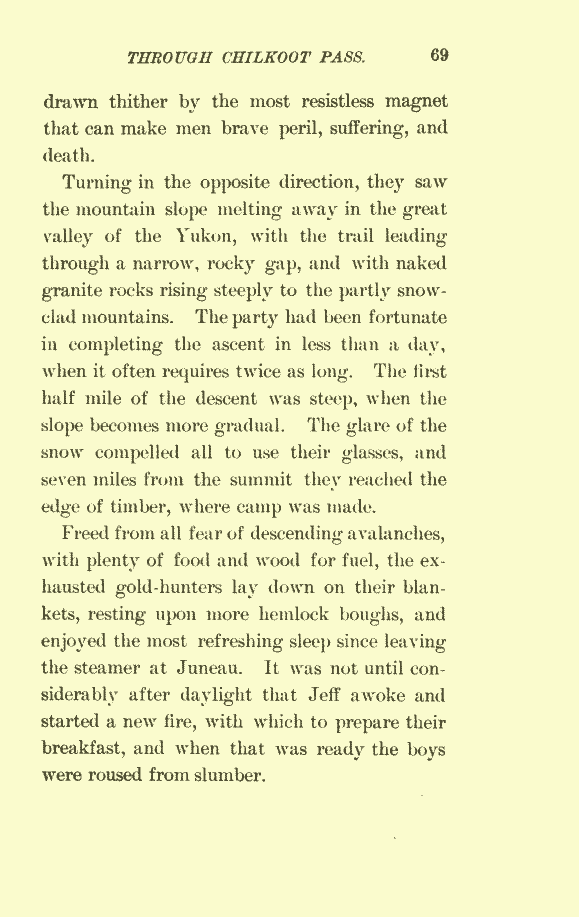 THROUGH CHILKOOT PASS. 69
drawn thither by the most resistless magnet
that can make men brave peril, suffering, and
death.
Turning in the opposite direction, they saw
the mountain slope melting away in the great
valley of the Yukon, with the trail leading
through a narrow, rocky gap, and with naked
granite rocks rising steeply to the partly snow-
clad mountains. The party had been fortunate
in completing the ascent in less than a day,
when it often requires twice as long. The first
half mile of the descent was steep, when the
slope becomes more gradual. The glare of the
snow compelled all to use their glasses, and
seven miles from the summit they reached the
edge of timber, where camp was made.
Freed from all fear of descending avalanches,
with plenty of food and wood for fuel, the ex-
hausted gold-hunters lay down on their blan-
kets, resting upon more hemlock boughs, and
enjoyed the most refreshing sleep since leaving
the steamer at Juneau. It was not until con-
siderably after daylight that Jeff awoke and
started a new fire, with which to prepare their
breakfast, and when that was ready the boys
were roused from slumber.